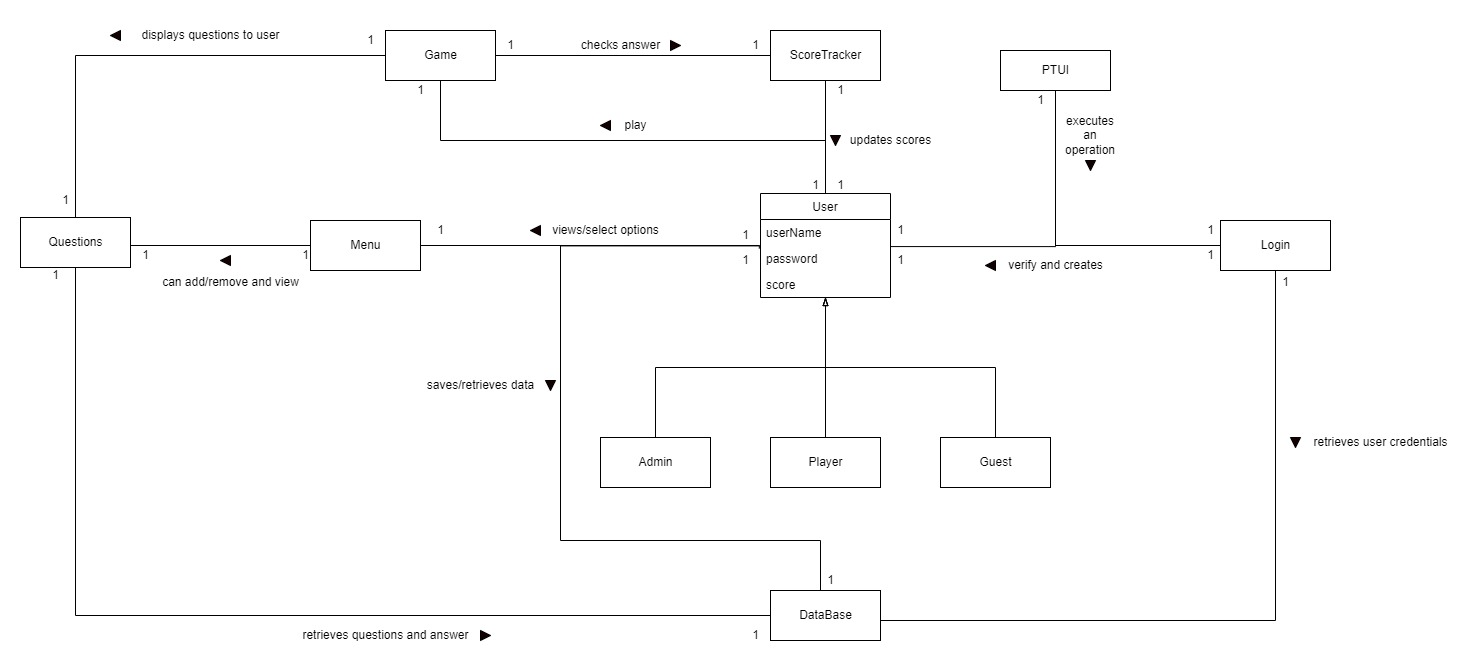 displays questions to user
1
Game
1
checks answer
1
ScoreTracker
PTUI
1
1
1
executes
an
operation
play
updates scores
1
1
1
User
Questions
1
can add/remove and view
1
Menu
1
views/select options
1
1
userName
password
score
1
1
verify and creates
1
1
Login
1
1
saves/retrieves data
Admin
Player
Guest
retrieves user credentials
1
DataBase
retrieves questions and answer
1